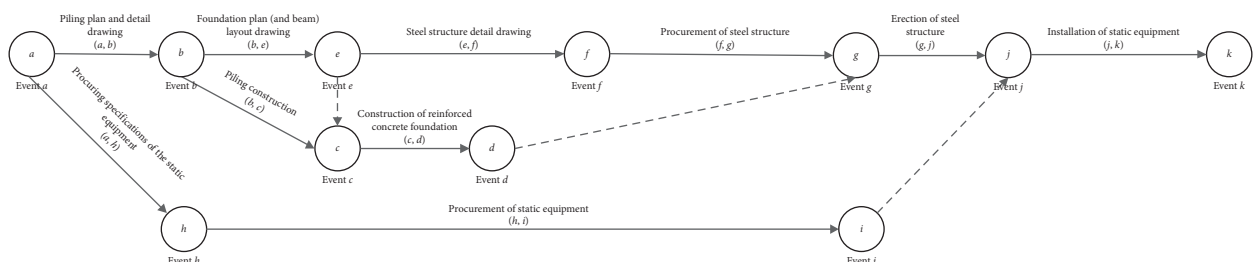 Piling plan and detail
drawing
(a, b)
Foundation plan (and beam)
layout drawing
(b, e)
Steel structure detail drawing
(e, f)
Procurement of steel structure
(f, g)
Erection of steel
structure
(g, j)
Installation of static equipment
(j, k)
a
Event a
b
Event b
e
Event e
f
Event f
g
Event g
j
Event j
k
Event k
Procuring specifications of the static
equipment
(a, h)
Piling construction
(b, c)
Construction of reinforced
concrete foundation
(c, d)
c
Event c
d
Event d
Procurement of static equipment
(h, i)
h
Event h
i
Event i